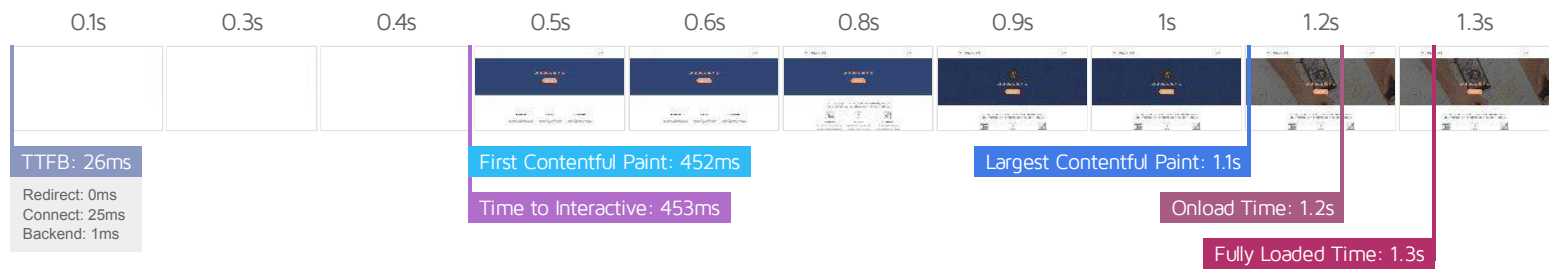 0.1s 0.3s 0.4s 0.5s 0.6s 0.8s 0.9s 1s 1.2s 1.3s
TTFB: 26ms
First Contentful Paint: 452ms
Largest Contentful Paint: 1.1s
Redirect: 0ms
Connect: 25ms
Backend: 1ms
Time to Interactive: 453ms
Onload Time: 1.2s
Fully Loaded Time: 1.3s